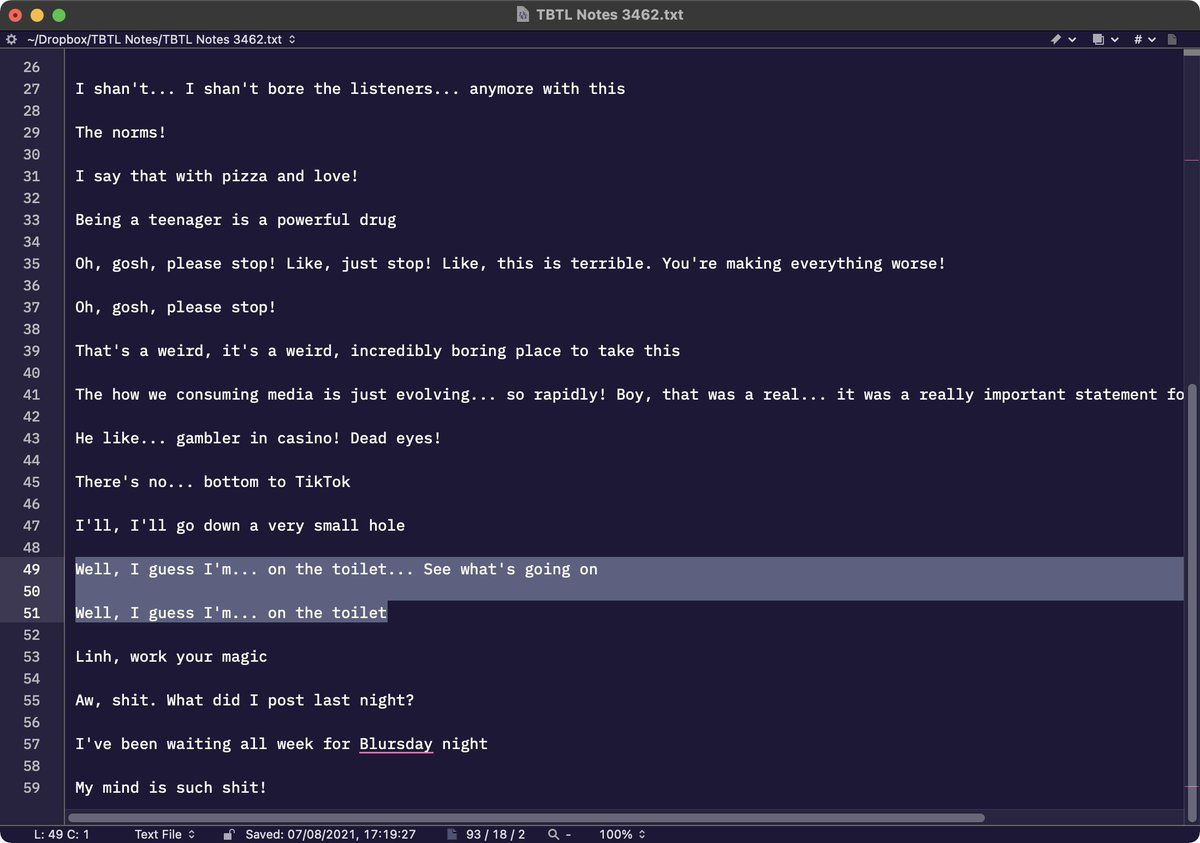 TBTL Notes 3462.txt
~/Dropbox/TBTL Notes/TBTL Notes 3462.txt
#
26
27 I shan't... I shan't bore the listeners... anymore with this
28
29 The norms!
30
31 I say that with pizza and love!
32
33 Being a teenager is a powerful drug
34
35 Oh, gosh, please stop! Like, just stop! Like, this is terrible. You're making everything worse!
36
37 Oh, gosh, please stop!
38
39 That's a weird, it's a weird, incredibly boring place to take this
40
41 The how we consuming media is just evolving... so rapidly! Boy, that was a real... it was a really important statement fo
42
43 He like... gambler in casino! Dead eyes!
44
45 There's no... bottom to TikTok
46
47 I'll, I'll go down a very small hole
48
49 Well, I guess I'm... on the toilet... See what's going on
50
51 Well, I guess I'm... on the toilet
52
53 Linh, work your magic
54
55 Aw, shit. What did I post last night?
56
57 I've been waiting all week for Blursday night
58
59 My mind is such shit!
L: 49 C: 1 Text File Saved: 07/08/2021, 17:19:27 93 / 18 / 2 - 100%